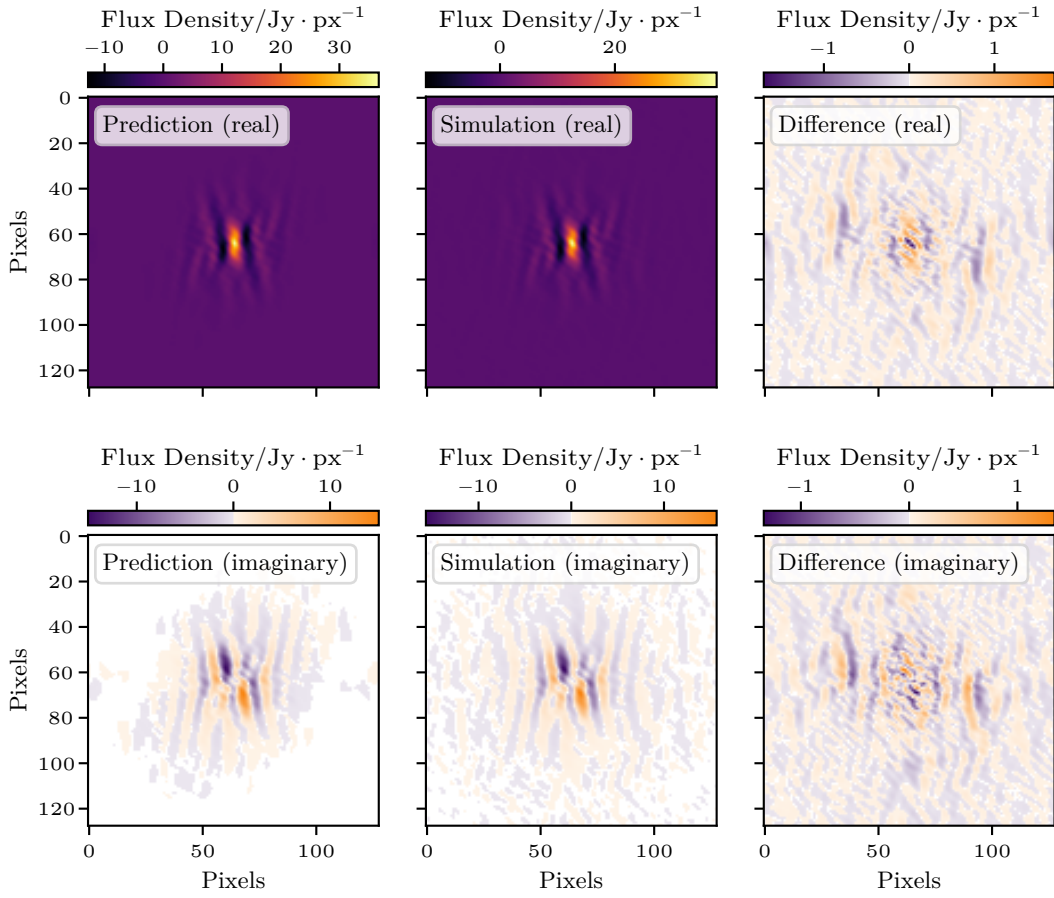 Flux Density/Jy · px⁻¹ Flux Density/Jy · px⁻¹ Flux Density/Jy · px⁻¹
−10 0 10 20 30 0 20 −1 0 1
Prediction (real) Simulation (real) Difference (real)
0
20
40
60
80
100
120
Pixels
Flux Density/Jy · px⁻¹ Flux Density/Jy · px⁻¹ Flux Density/Jy · px⁻¹
−10 0 10 −10 0 10 −1 0 1
Prediction (imaginary) Simulation (imaginary) Difference (imaginary)
0
20
40
60
80
100
120
Pixels
0 50 100 0 50 100 0 50 100
Pixels Pixels Pixels